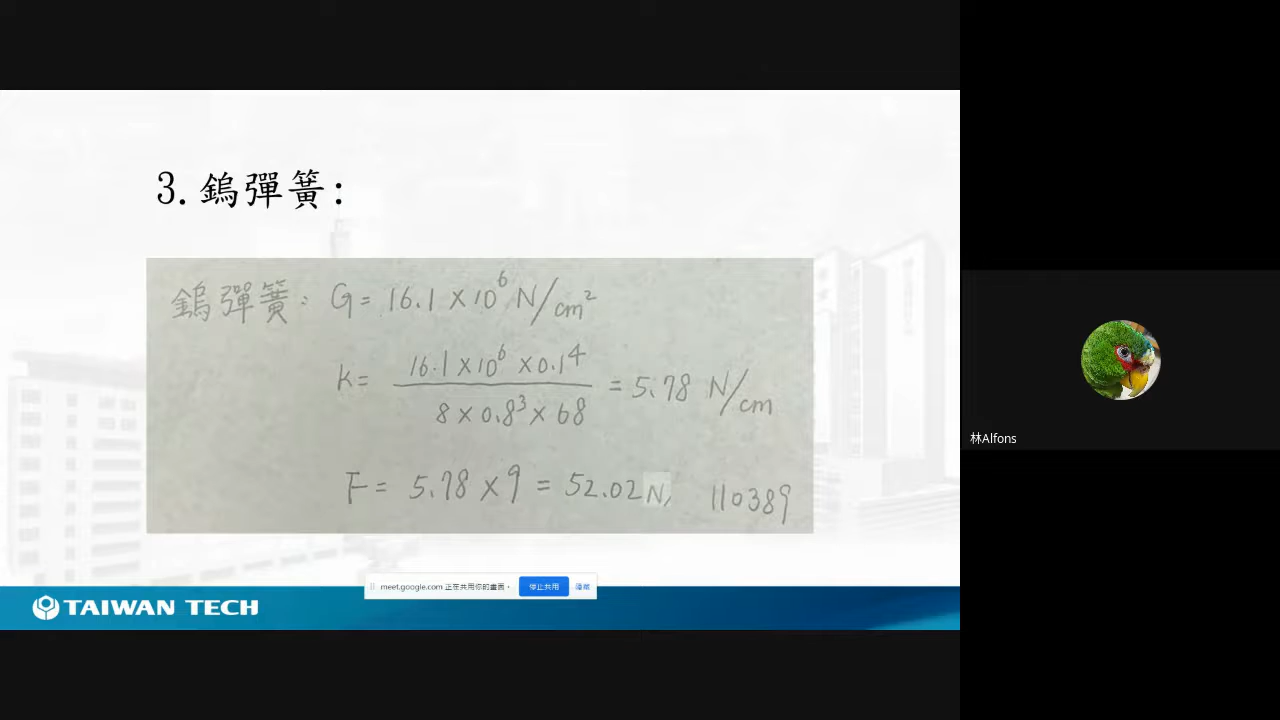 3.鎢彈簧:
鎢彈簧: G= 16.1×10⁶ N/cm²
K= 16.1×10⁶×0.1⁴ / 8×0.8³×68 = 5.78 N/cm
F= 5.78×9 = 52.02N, 110389
林Alfons
meet.google.com 正在共用你的畫面。 停止共用 隱藏
TAIWAN TECH